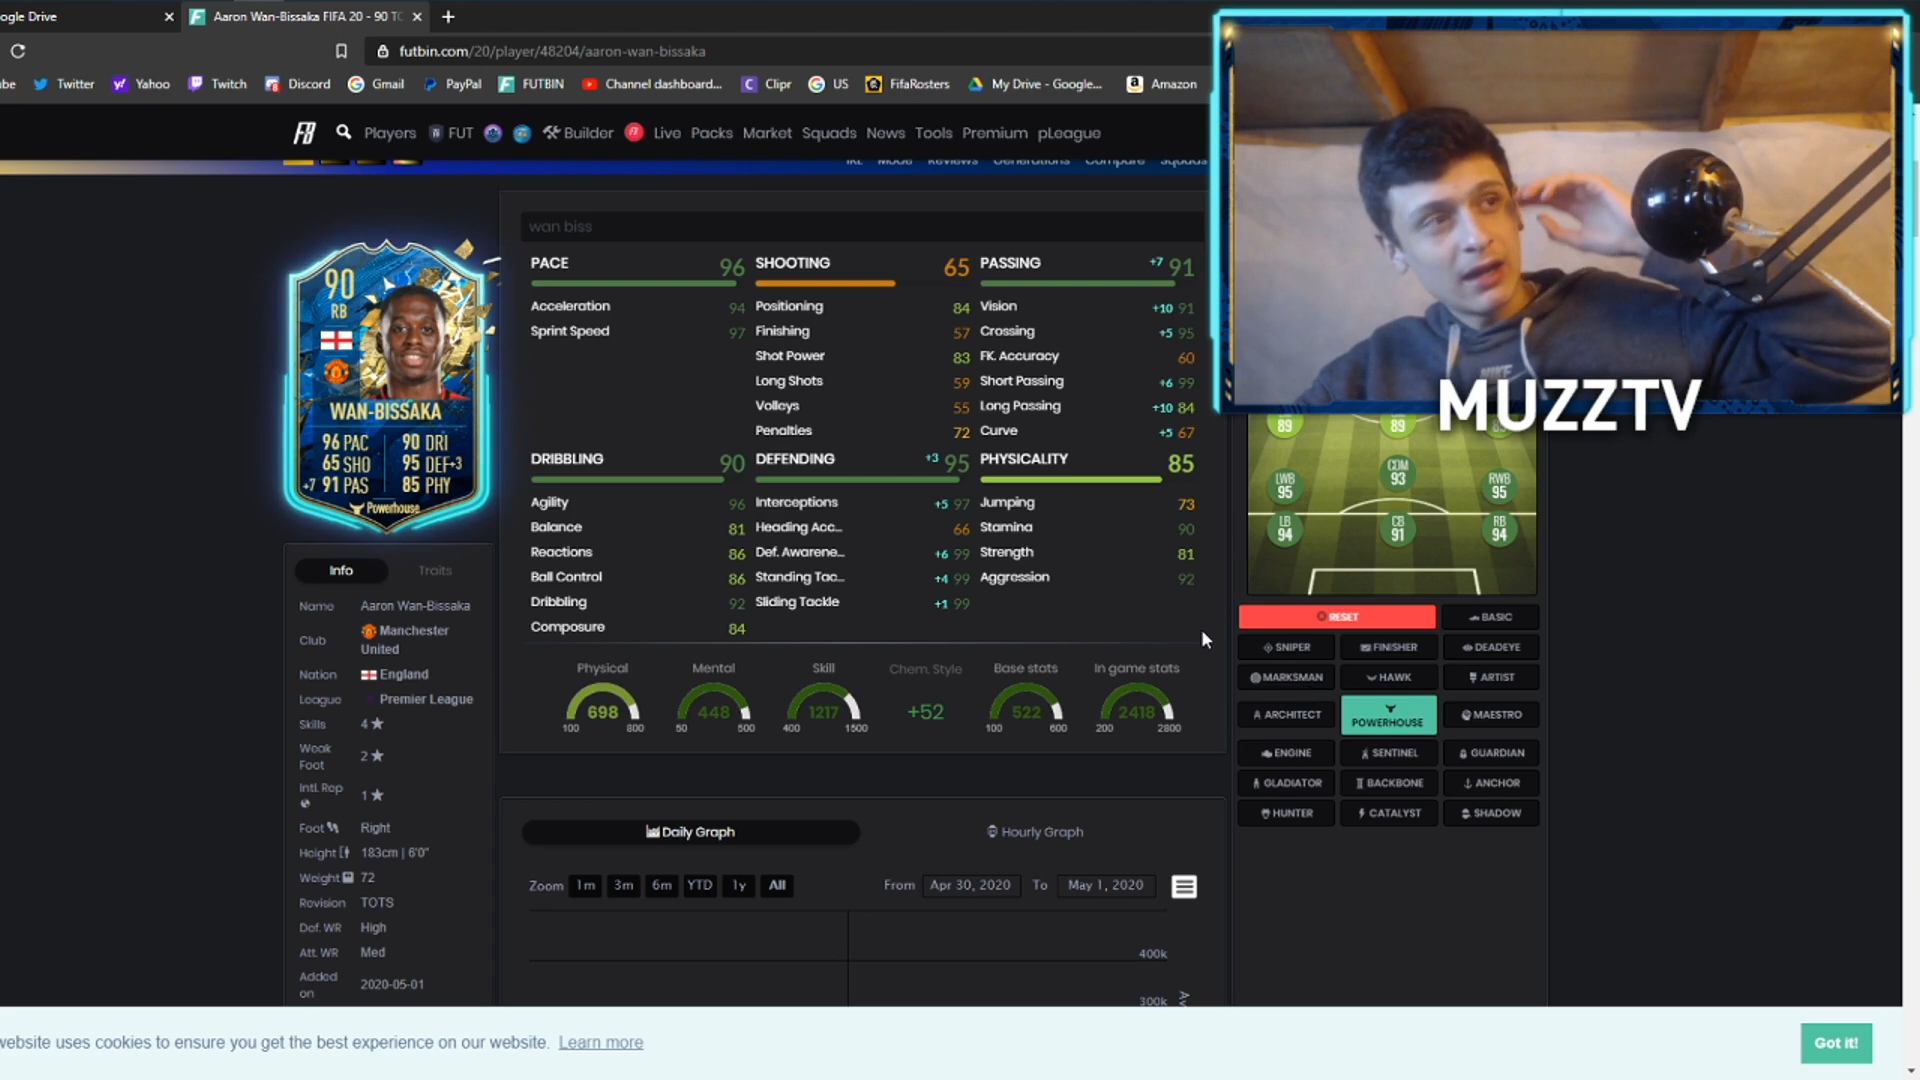 ogle Drive
Aaron Wan-Bissaka FIFA 20 - 90 TO
futbin.com/20/player/48204/aaron-wan-bissaka
be Twitter Yahoo Twitch Discord Gmail PayPal FUTBIN Channel dashboard... Clipr US FifaRosters My Drive - Google... Amazon
Players FUT Builder Live Packs Market Squads News Tools Premium pLeague
IRL Mode Reviews Generations Compare Squads
wan biss
PACE 96 SHOOTING 65 PASSING +7 91
Acceleration 94 Positioning 84 Vision +10 91
Sprint Speed 97 Finishing 57 Crossing +5 95
Shot Power 83 FK. Accuracy 60
Long Shots 59 Short Passing +6 99
Volleys 55 Long Passing +10 84
Penalties 72 Curve +5 67
DRIBBLING 90 DEFENDING +3 95 PHYSICALITY 85
Agility 96 Interceptions +5 97 Jumping 73
Balance 81 Heading Acc... 66 Stamina 90
Reactions 86 Def. Awarene... +6 99 Strength 81
Ball Control 86 Standing Tac... +4 99 Aggression 92
Dribbling 92 Sliding Tackle +1 99
Composure 84
Physical Mental Skill Chem. Style Base stats In game stats
698 448 1217 +52 522 2418
100 800 50 500 400 1500 100 600 200 2800
90
RB
WAN-BISSAKA
96 PAC 90 DRI
65 SHO 95 DEF+3
+7 91 PAS 85 PHY
Powerhouse
Info Traits
Name Aaron Wan-Bissaka
Club Manchester United
Nation England
League Premier League
Skills 4★
Weak Foot 2★
Intl. Rep 1★
Foot Right
Height 183cm | 6'0"
Weight 72
Revision TOTS
Def. WR High
Att. WR Med
Added on 2020-05-01
Daily Graph Hourly Graph
Zoom 1m 3m 6m YTD 1y All From Apr 30, 2020 To May 1, 2020
400k
300k
NIKE
MUZZTV
89 89
CDM
93
LWB
95
RWB
95
LB
94
CB
91
RB
94
RESET BASIC
SNIPER FINISHER DEADEYE
MARKSMAN HAWK ARTIST
ARCHITECT POWERHOUSE MAESTRO
ENGINE SENTINEL GUARDIAN
GLADIATOR BACKBONE ANCHOR
HUNTER CATALYST SHADOW
website uses cookies to ensure you get the best experience on our website. Learn more
Got it!